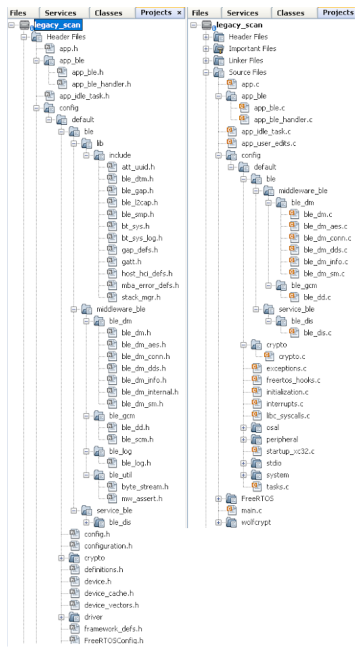 Files Services Classes Projects ×
legacy_scan
Header Files
app.h
app_ble
app_ble.h
app_ble_handler.h
app_idle_task.h
config
default
ble
lib
include
att_uuid.h
ble_dtm.h
ble_gap.h
ble_l2cap.h
ble_smp.h
bt_sys.h
bt_sys_log.h
gap_defs.h
gatt.h
host_hci_defs.h
mba_error_defs.h
stack_mgr.h
middleware_ble
ble_dm
ble_dm.h
ble_dm_aes.h
ble_dm_conn.h
ble_dm_dds.h
ble_dm_info.h
ble_dm_internal.h
ble_dm_sm.h
ble_gcm
ble_dd.h
ble_scm.h
ble_log
ble_log.h
ble_util
byte_stream.h
mw_assert.h
service_ble
ble_dis
config.h
configuration.h
crypto
definitions.h
device.h
device_cache.h
device_vectors.h
driver
framework_defs.h
FreeRTOSConfig.h
Files Services Classes Projects
legacy_scan
Header Files
Important Files
Linker Files
Source Files
app.c
app_ble
app_ble.c
app_ble_handler.c
app_idle_task.c
app_user_edits.c
config
default
ble
middleware_ble
ble_dm
ble_dm.c
ble_dm_aes.c
ble_dm_conn.c
ble_dm_dds.c
ble_dm_info.c
ble_dm_sm.c
ble_gcm
ble_dd.c
service_ble
ble_dis
ble_dis.c
crypto
crypto.c
exceptions.c
freertos_hooks.c
initialization.c
interrupts.c
libc_syscalls.c
osal
peripheral
startup_xc32.c
stdio
system
tasks.c
FreeRTOS
main.c
wolfcrypt